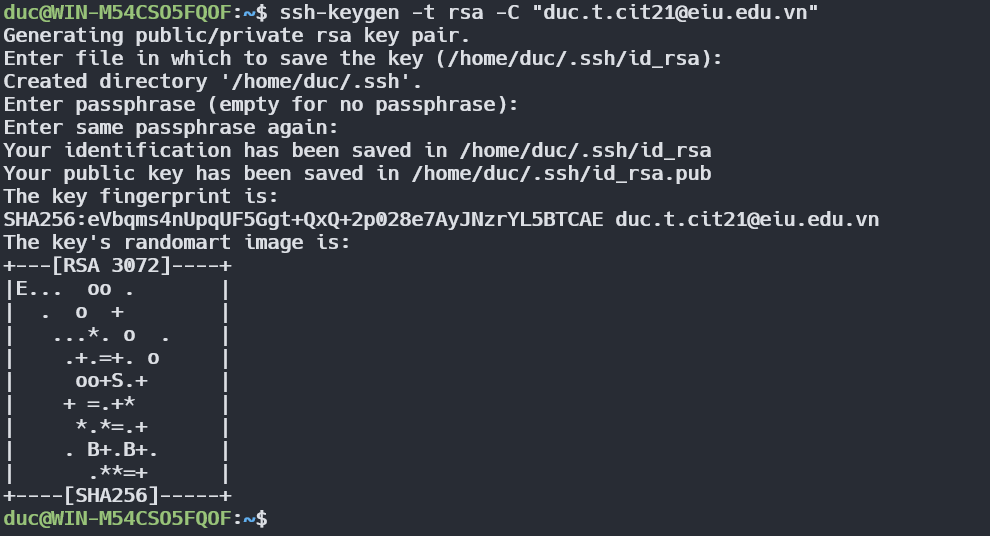 duc@WIN-M54CSO5FQOF:~$ ssh-keygen -t rsa -C "duc.t.cit21@eiu.edu.vn"
Generating public/private rsa key pair.
Enter file in which to save the key (/home/duc/.ssh/id_rsa):
Created directory '/home/duc/.ssh'.
Enter passphrase (empty for no passphrase):
Enter same passphrase again:
Your identification has been saved in /home/duc/.ssh/id_rsa
Your public key has been saved in /home/duc/.ssh/id_rsa.pub
The key fingerprint is:
SHA256:eVbqms4nUpqUF5Ggt+QxQ+2p028e7AyJNzrYL5BTCAE duc.t.cit21@eiu.edu.vn
The key's randomart image is:
+---[RSA 3072]----+
|E...  oo .       |
|  .  o  +        |
|   ...*. o  .    |
|    .+.=+. o     |
|     oo+S.+      |
|    + =.+*       |
|     *.*=.+      |
|    . B+.B+.     |
|      .**=+      |
+----[SHA256]-----+
duc@WIN-M54CSO5FQOF:~$